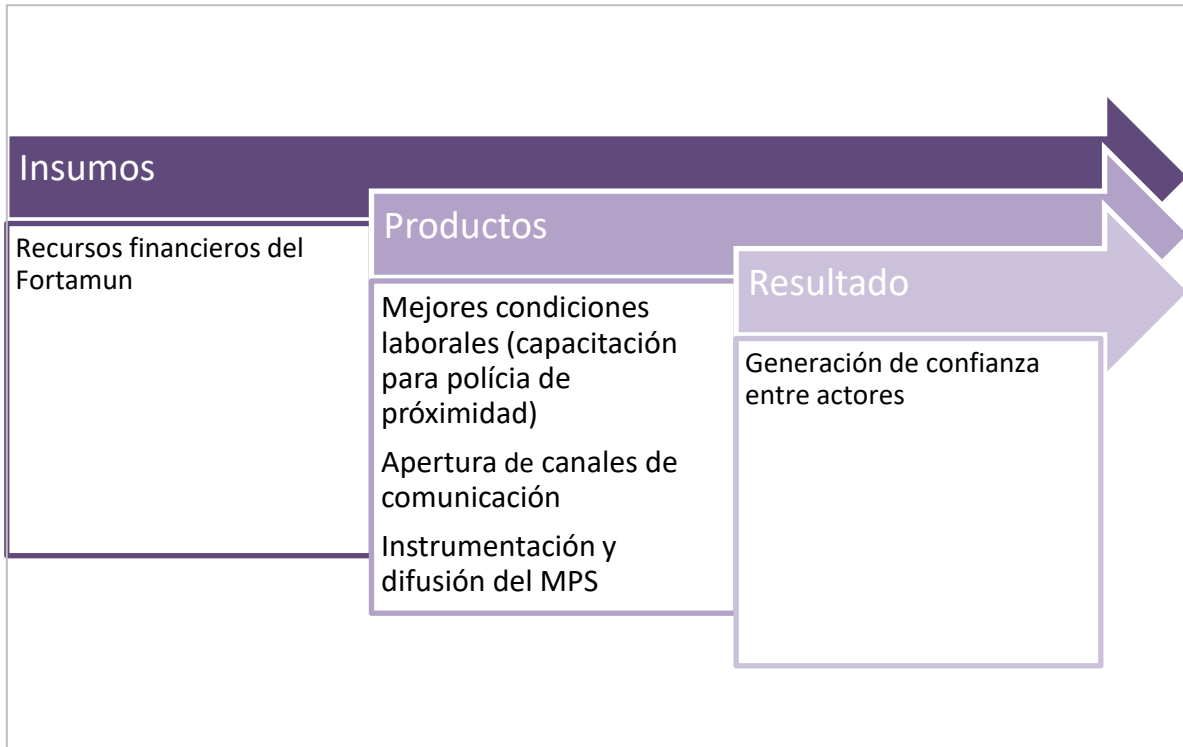 Insumos
Recursos financieros del
Fortamun
Productos
Mejores condiciones
laborales (capacitación
para polícia de
próximidad)
Apertura de canales de
comunicación
Instrumentación y
difusión del MPS
Resultado
Generación de confianza
entre actores